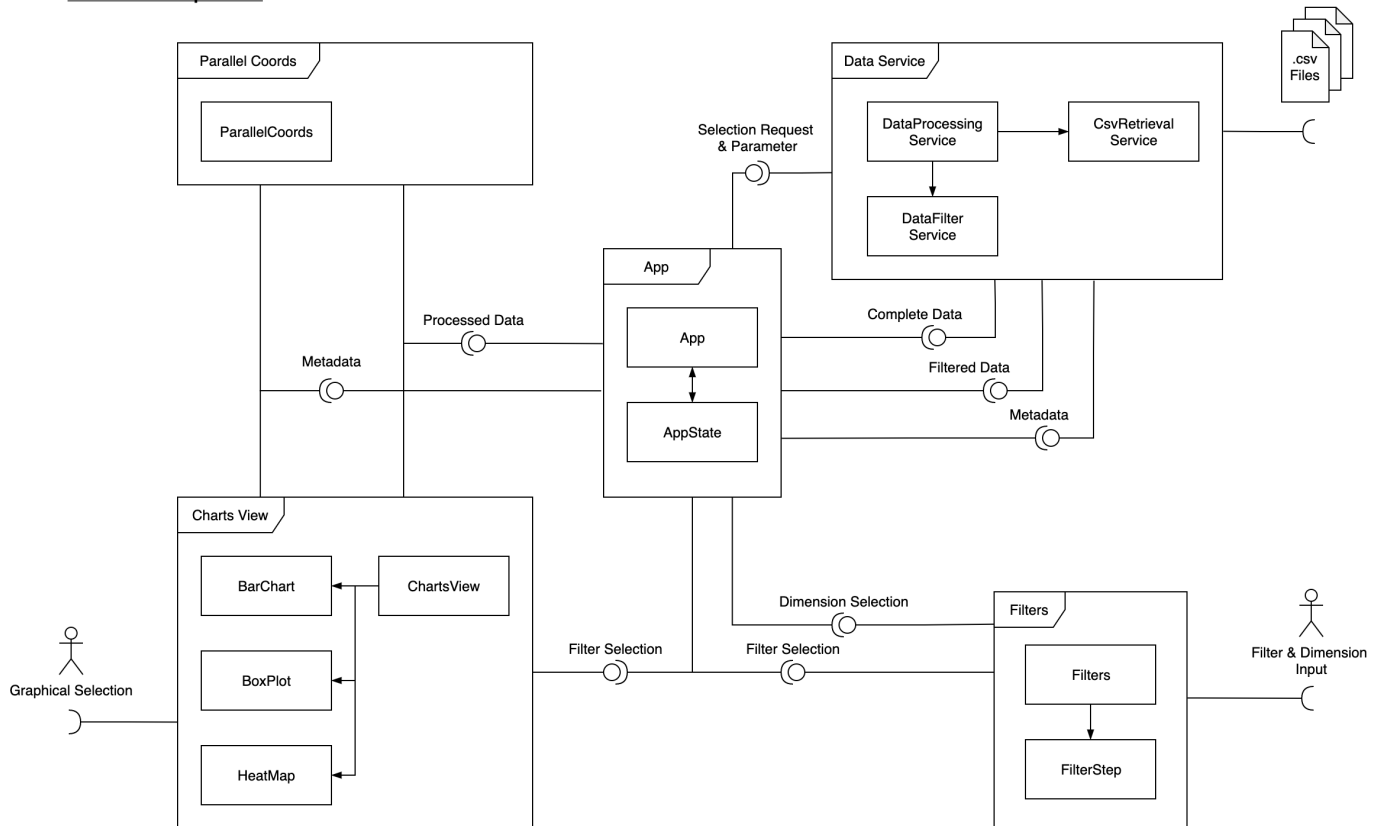 Parallel Coords
ParallelCoords
Data Service
DataProcessing
Service
CsvRetrieval
Service
DataFilter
Service
.csv
Files
Selection Request
& Parameter
App
App
AppState
Processed Data
Metadata
Complete Data
Filtered Data
Metadata
Charts View
BarChart
ChartsView
BoxPlot
HeatMap
Graphical Selection
Filter Selection
Dimension Selection
Filter Selection
Filters
Filters
FilterStep
Filter & Dimension
Input